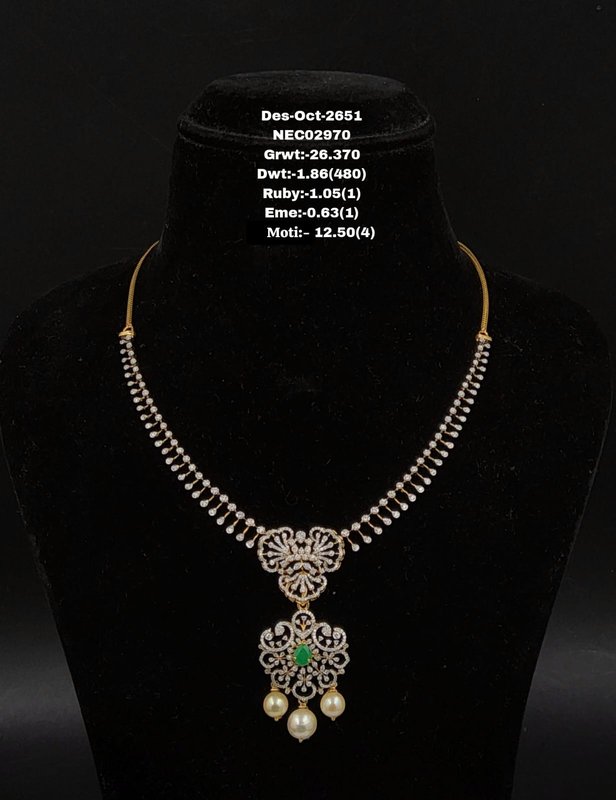 Des-Oct-2651
NEC02970
Grwt:-26.370
Dwt:-1.86(480)
Ruby:-1.05(1)
Eme:-0.63(1)
Moti:- 12.50(4)